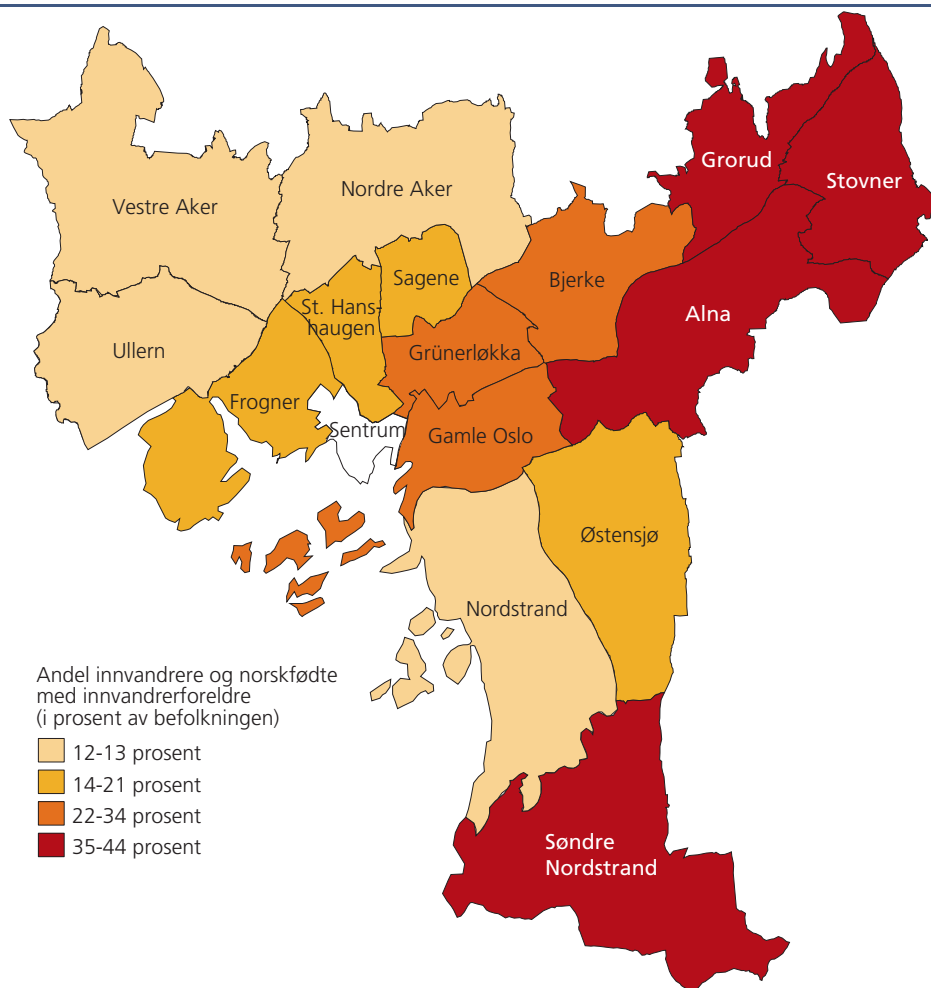 Grorud
Stovner
Nordre Aker
Vestre Aker
Sagene
Bjerke
St. Hans-
haugen
Alna
Ullern
Grünerløkka
Frogner
Sentrum
Gamle Oslo
Østensjø
Nordstrand
Andel innvandrere og norskfødte
med innvandrerforeldre
(i prosent av befolkningen)
12-13 prosent
14-21 prosent
22-34 prosent
35-44 prosent
Søndre
Nordstrand